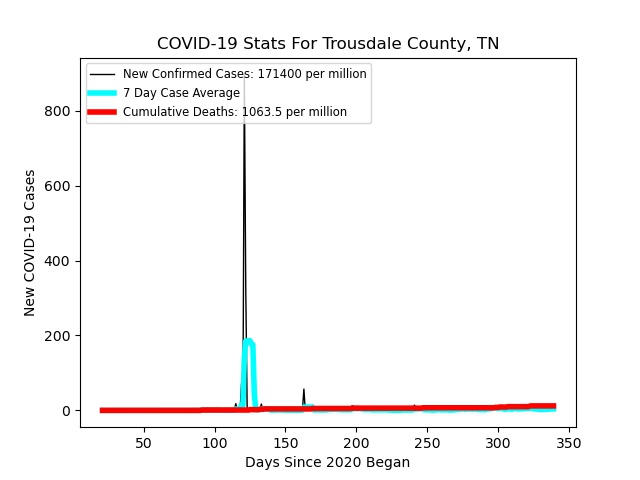 COVID-19 Stats For Trousdale County, TN
New Confirmed Cases: 171400 per million
7 Day Case Average
Cumulative Deaths: 1063.5 per million
New COVID-19 Cases
800
600
400
200
0
50 100 150 200 250 300 350
Days Since 2020 Began